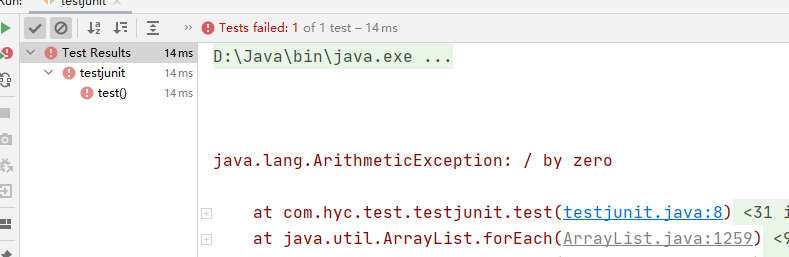 Run:
testjunit
Tests failed: 1 of 1 test – 14 ms
Test Results 14 ms
testjunit 14 ms
test() 14 ms
D:\Java\bin\java.exe ...
java.lang.ArithmeticException: / by zero
at com.hyc.test.testjunit.test(testjunit.java:8) <31 i
at java.util.ArrayList.forEach(ArrayList.java:1259) <9